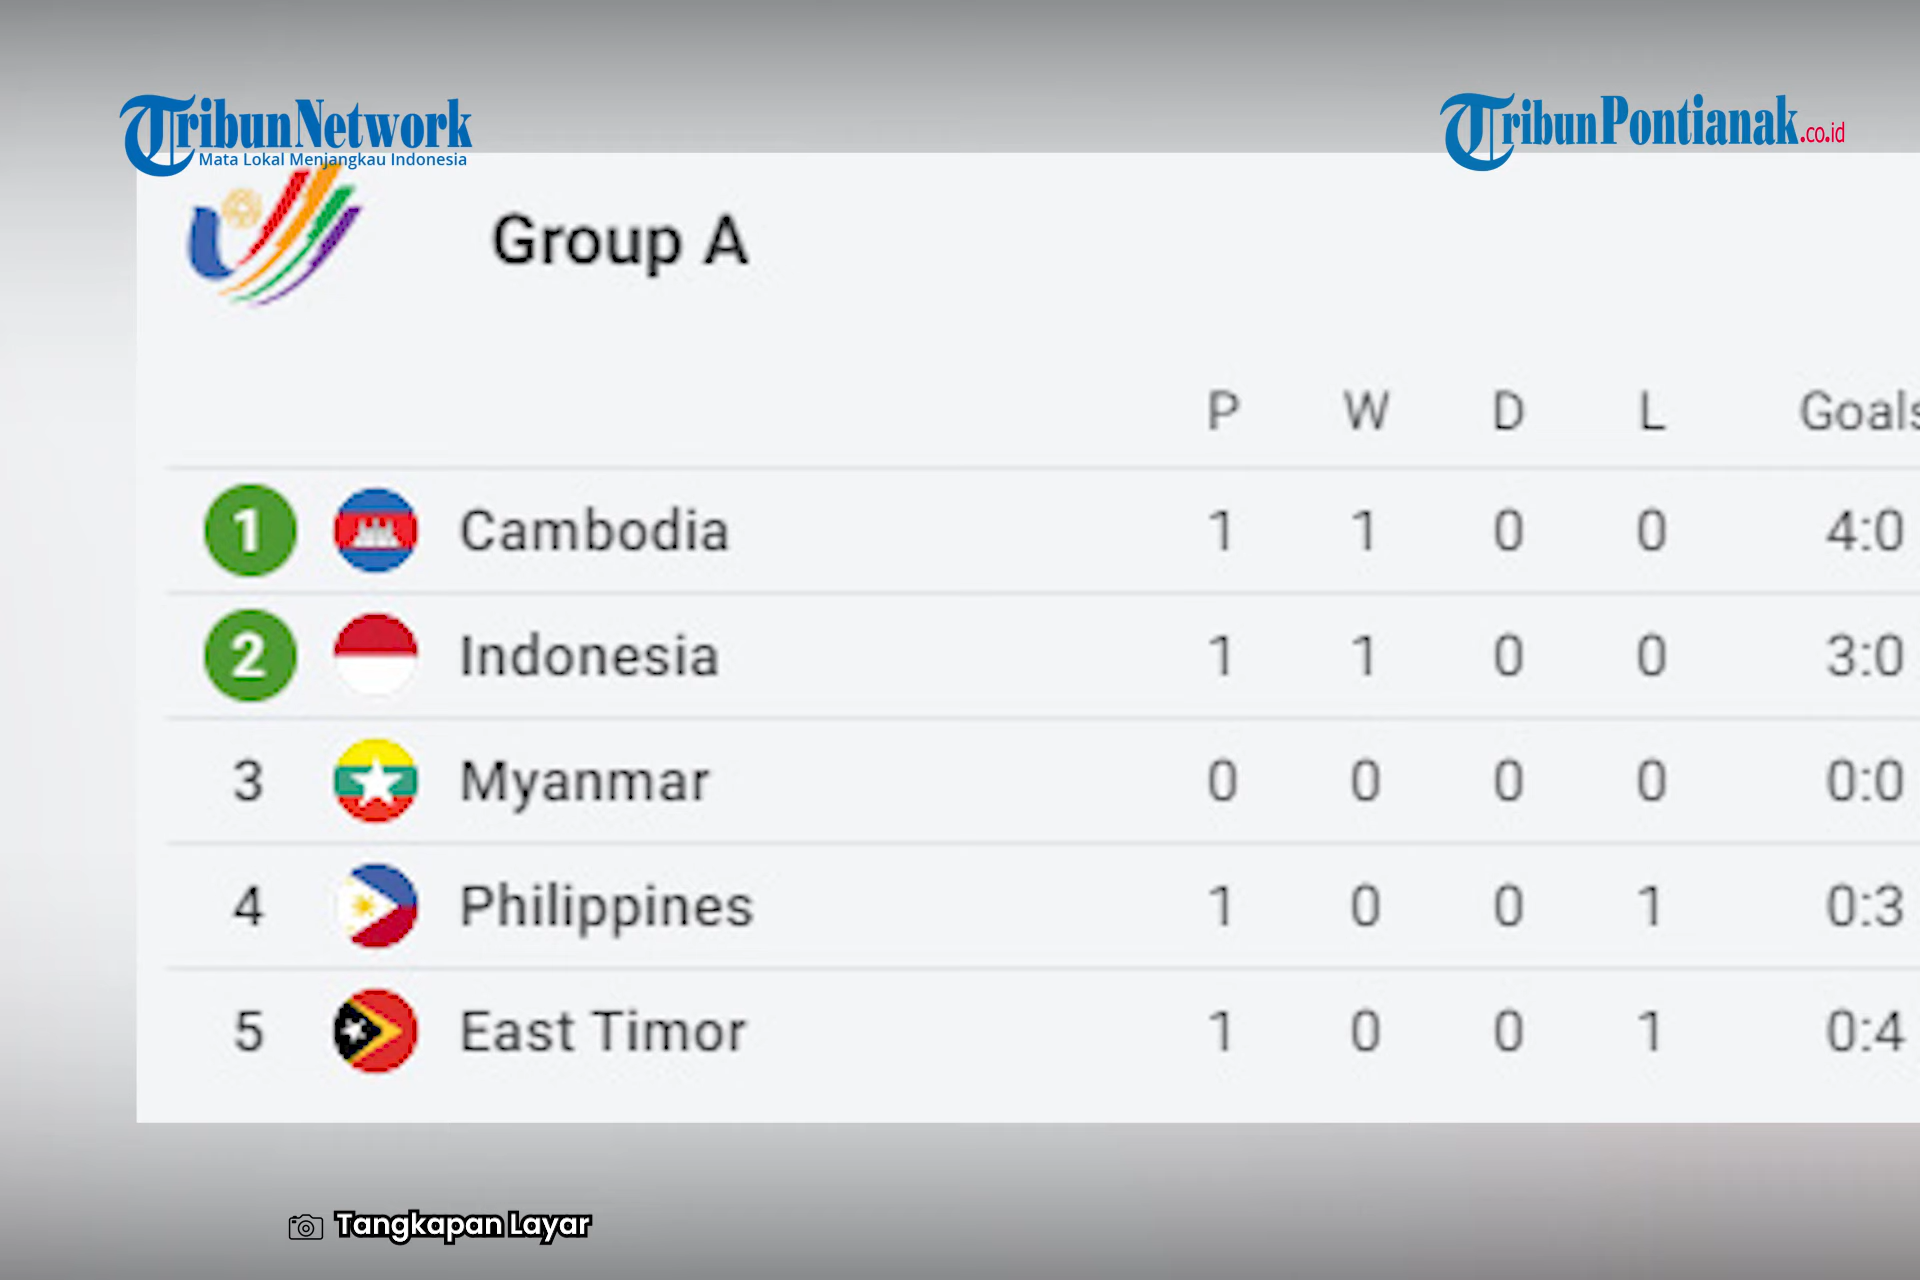 TribunNetwork
Mata Lokal Menjangkau Indonesia
TribunPontianak.co.id
Group A
P W D L Goals
1 Cambodia 1 1 0 0 4:0
2 Indonesia 1 1 0 0 3:0
3 Myanmar 0 0 0 0 0:0
4 Philippines 1 0 0 1 0:3
5 East Timor 1 0 0 1 0:4
Tangkapan Layar